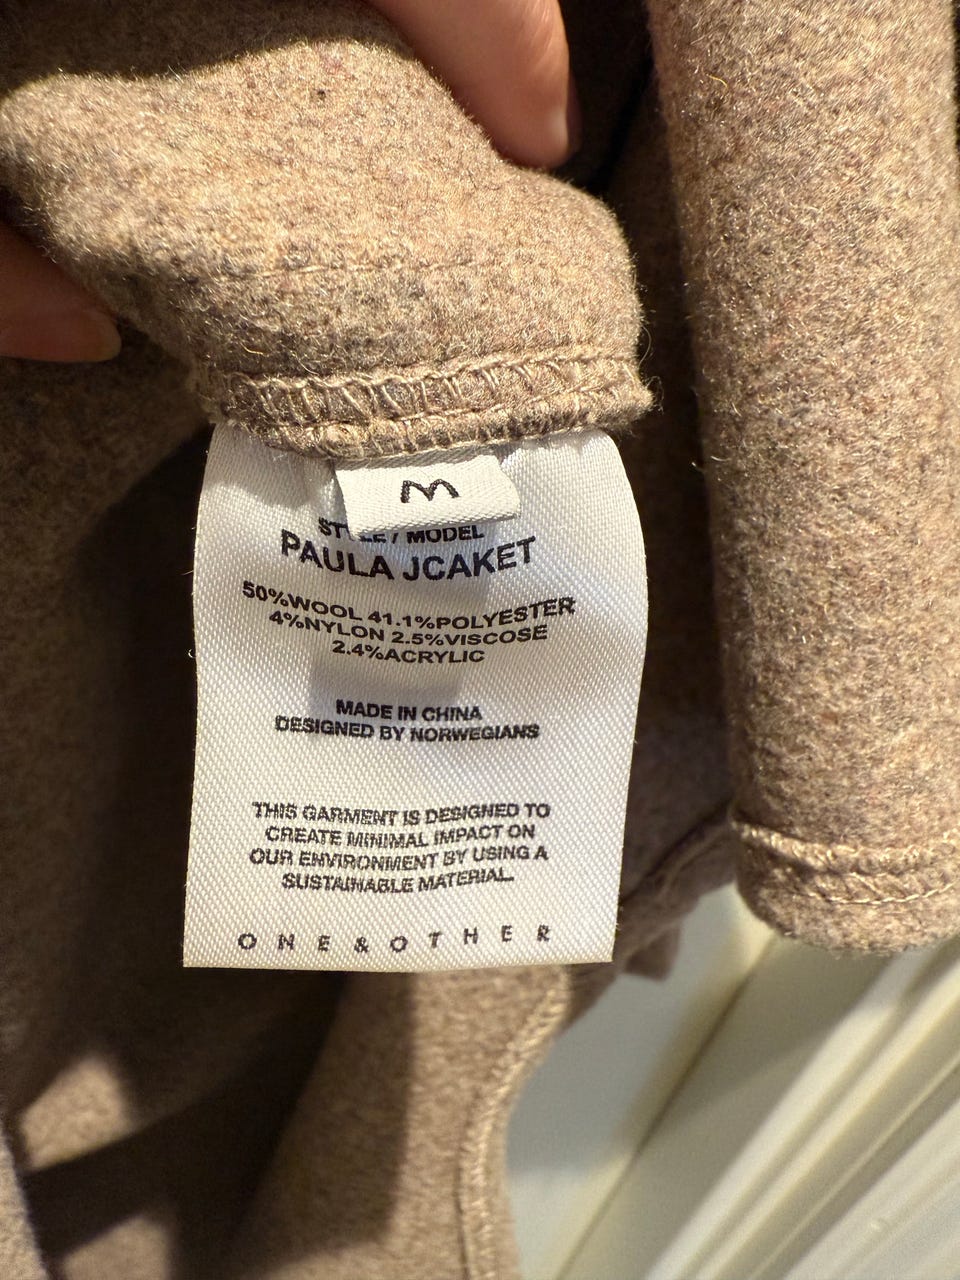 M
STYLE / MODEL
PAULA JCAKET
50%WOOL 41.1%POLYESTER
4%NYLON 2.5%VISCOSE
2.4%ACRYLIC
MADE IN CHINA
DESIGNED BY NORWEGIANS
THIS GARMENT IS DESIGNED TO
CREATE MINIMAL IMPACT ON
OUR ENVIRONMENT BY USING A
SUSTAINABLE MATERIAL.
ONE&OTHER